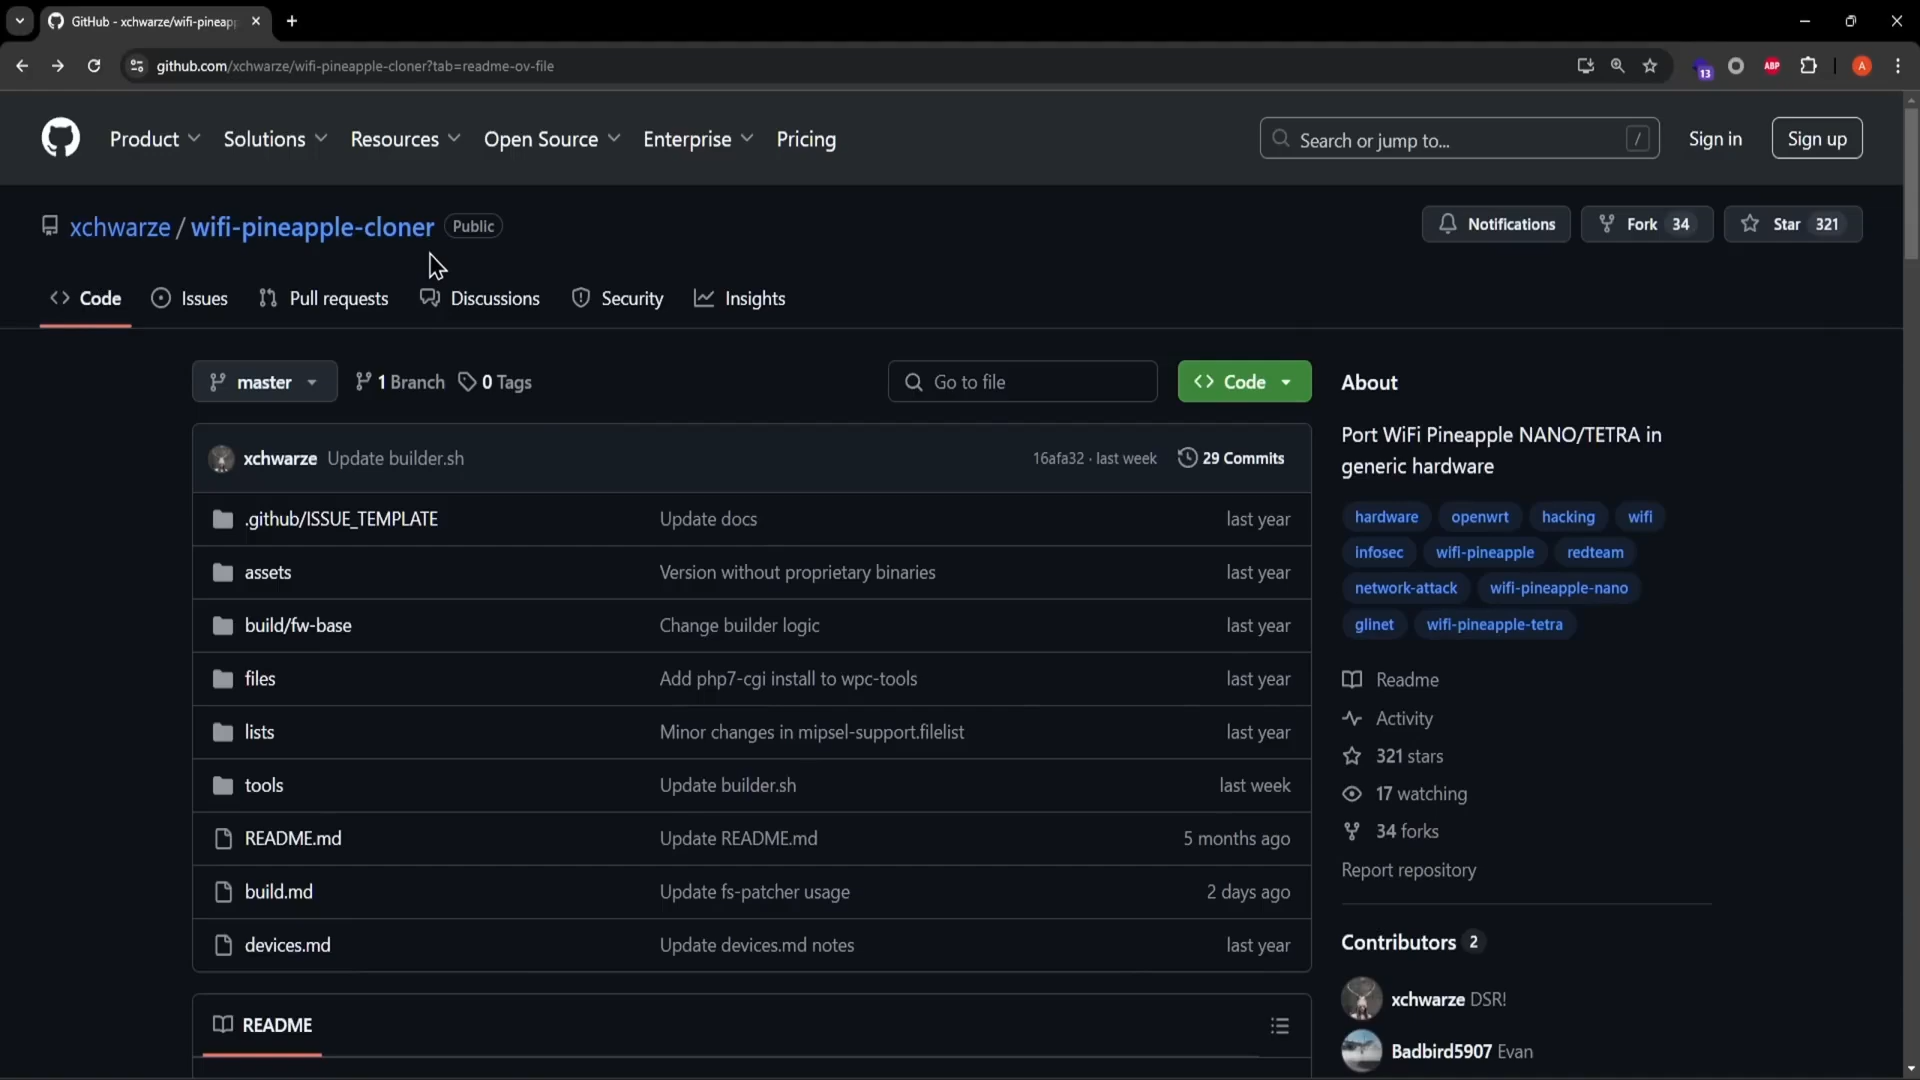 GitHub - xchwarze/wifi-pineapp
github.com/xchwarze/wifi-pineapple-cloner?tab=readme-ov-file
13
ABP
A
Product
Solutions
Resources
Open Source
Enterprise
Pricing
Search or jump to...
/
Sign in
Sign up
xchwarze / wifi-pineapple-cloner
Public
Notifications
Fork 34
Star 321
Code
Issues
Pull requests
Discussions
Security
Insights
master
1 Branch
0 Tags
Go to file
Code
xchwarze Update builder.sh
16afa32 · last week
29 Commits
.github/ISSUE_TEMPLATE Update docs last year
assets Version without proprietary binaries last year
build/fw-base Change builder logic last year
files Add php7-cgi install to wpc-tools last year
lists Minor changes in mipsel-support.filelist last year
tools Update builder.sh last week
README.md Update README.md 5 months ago
build.md Update fs-patcher usage 2 days ago
devices.md Update devices.md notes last year
README
About
Port WiFi Pineapple NANO/TETRA in
generic hardware
hardware openwrt hacking wifi
infosec wifi-pineapple redteam
network-attack wifi-pineapple-nano
glinet wifi-pineapple-tetra
Readme
Activity
321 stars
17 watching
34 forks
Report repository
Contributors 2
xchwarze DSR!
Badbird5907 Evan